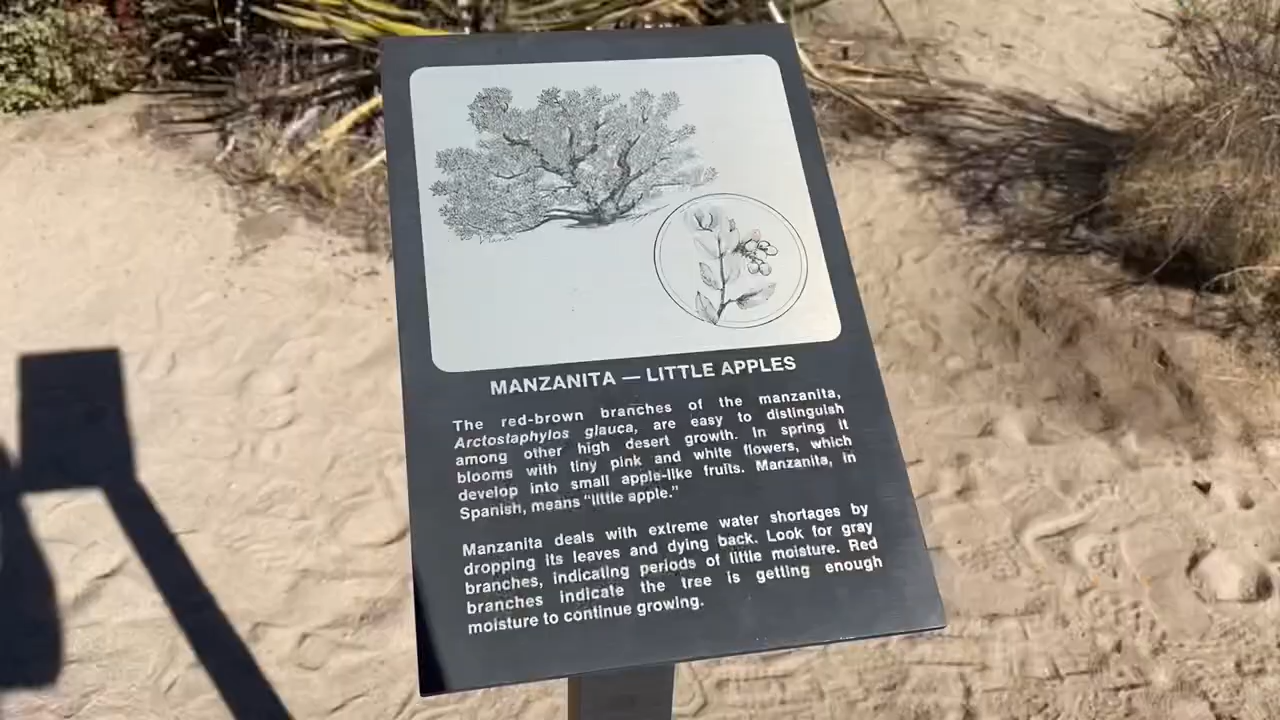 MANZANITA — LITTLE APPLES
The red-brown branches of the manzanita,
Arctostaphylos glauca, are easy to distinguish
among other high desert growth. In spring it
blooms with tiny pink and white flowers, which
develop into small apple-like fruits. Manzanita, in
Spanish, means “little apple.”
Manzanita deals with extreme water shortages by
dropping its leaves and dying back. Look for gray
branches, indicating periods of little moisture. Red
branches indicate the tree is getting enough
moisture to continue growing.